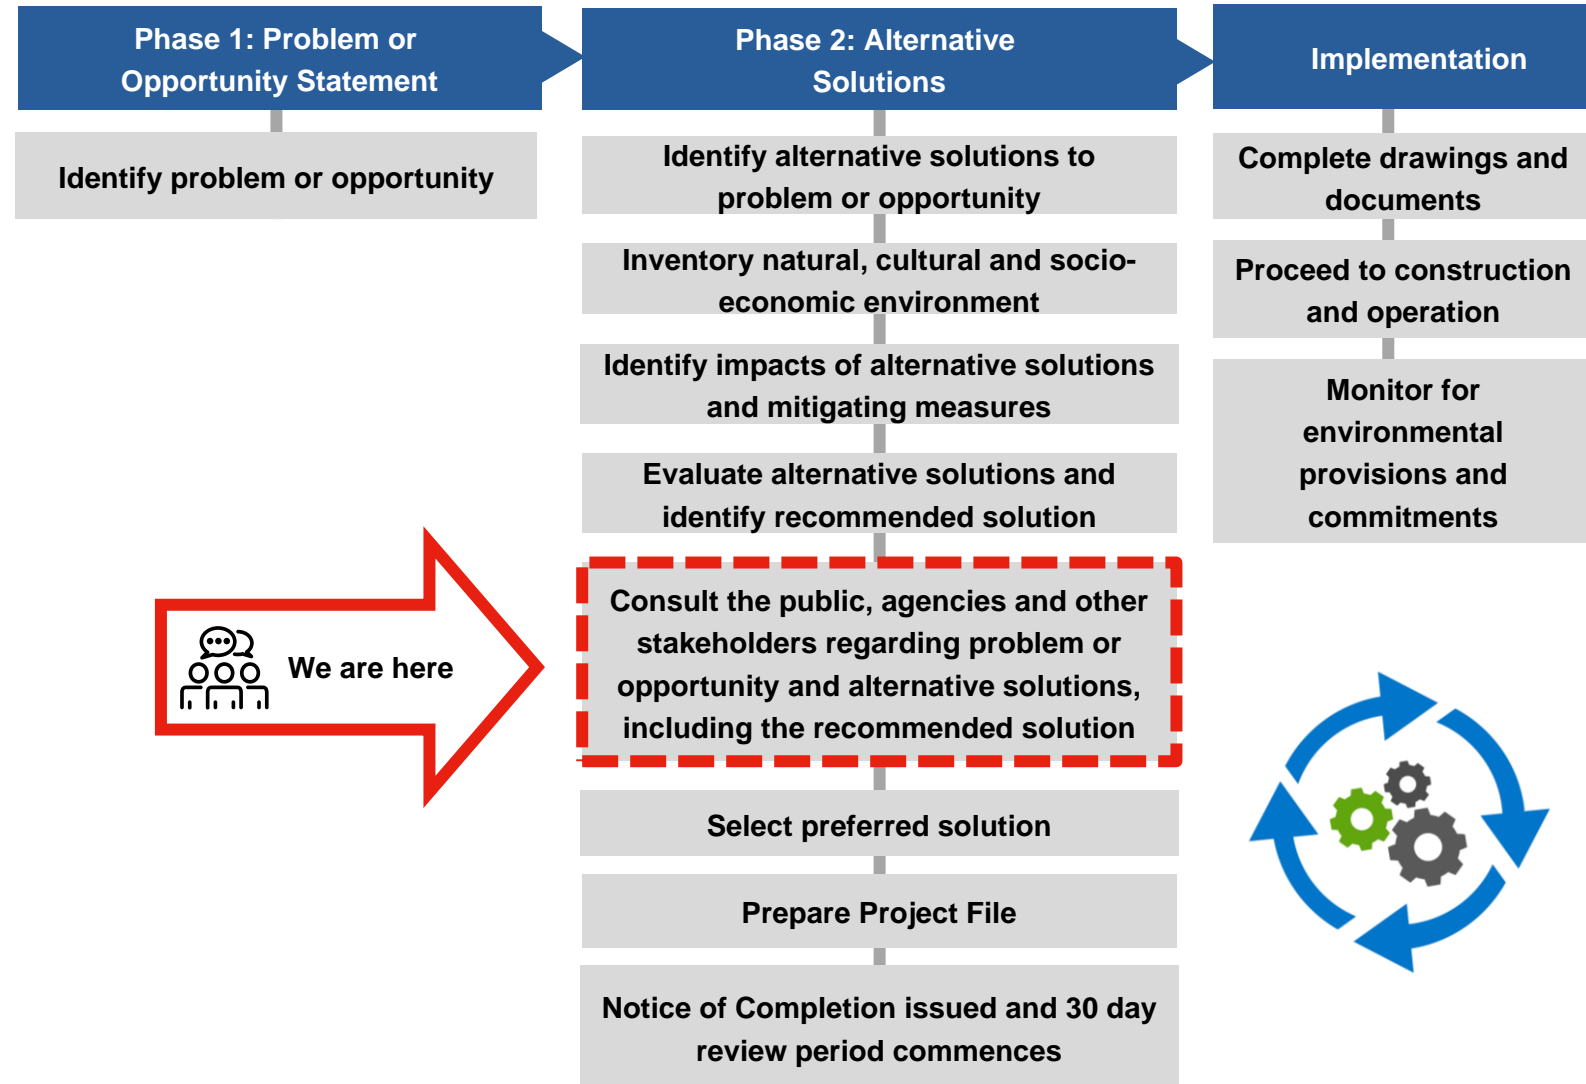 Phase 1: Problem or
Opportunity Statement
Identify problem or opportunity
Phase 2: Alternative
Solutions
Identify alternative solutions to
problem or opportunity
Inventory natural, cultural and socio-
economic environment
Identify impacts of alternative solutions
and mitigating measures
Evaluate alternative solutions and
identify recommended solution
We are here
Consult the public, agencies and other
stakeholders regarding problem or
opportunity and alternative solutions,
including the recommended solution
Select preferred solution
Prepare Project File
Notice of Completion issued and 30 day
review period commences
Implementation
Complete drawings and
documents
Proceed to construction
and operation
Monitor for
environmental
provisions and
commitments